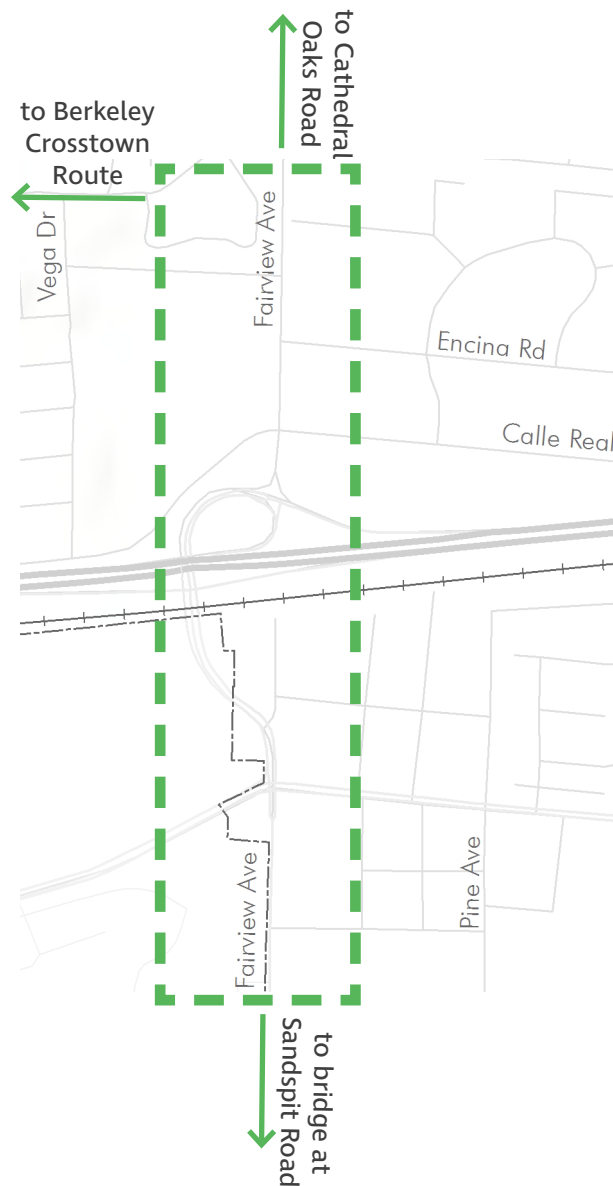 to Cathedral
Oaks Road
to Berkeley
Crosstown
Route
Vega Dr
Fairview Ave
Encina Rd
Calle Real
Fairview Ave
Pine Ave
to bridge at
Sandspit Road